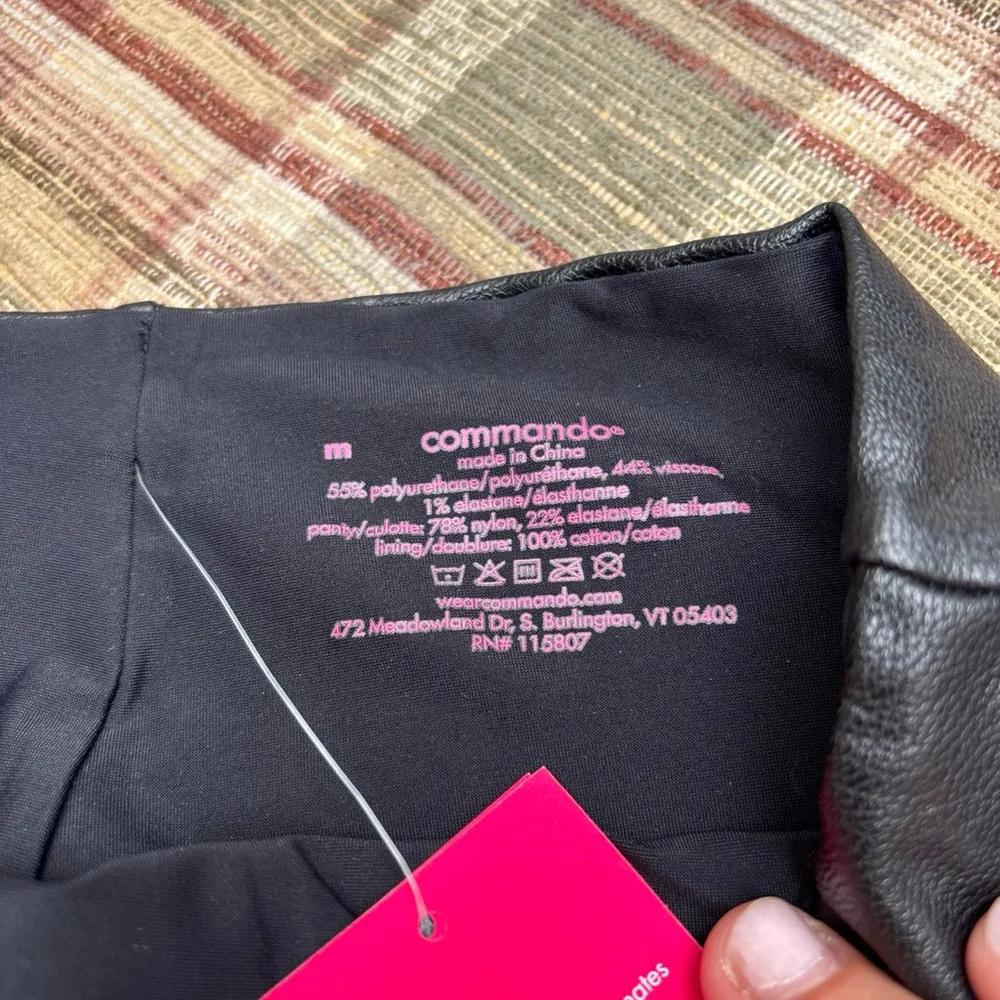 m
commando®
made in China
55% polyurethane/polyuréthane, 44% viscose,
1% elastane/élasthanne
panty/culotte: 78% nylon, 22% elastane/élasthanne
lining/doublure: 100% cotton/coton
wearcommando.com
472 Meadowland Dr, S. Burlington, VT 05403
RN# 115807